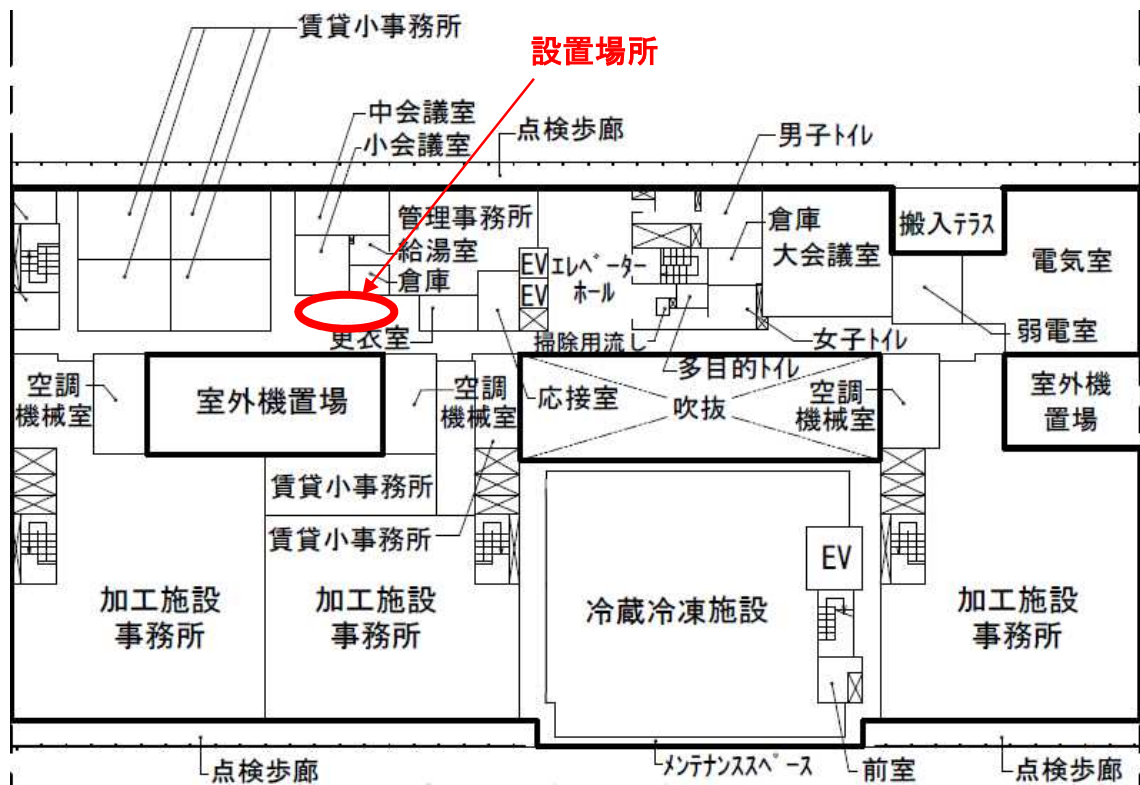 賃貸小事務所
設置場所
中会議室
小会議室
点検歩廊
男子ﾄｲﾚ
管理事務所
給湯室
倉庫
EV
EV
ｴﾚﾍﾞｰﾀｰ
ﾎｰﾙ
倉庫
大会議室
搬入ﾃﾗｽ
電気室
更衣室
掃除用流し
多目的ﾄｲﾚ
女子ﾄｲﾚ
弱電室
空調
機械室
室外機置場
空調
機械室
応接室
吹抜
空調
機械室
室外機
置場
賃貸小事務所
賃貸小事務所
EV
加工施設
事務所
加工施設
事務所
冷蔵冷凍施設
加工施設
事務所
点検歩廊
ﾒﾝﾃﾅﾝｽｽﾍﾟｰｽ
前室
点検歩廊